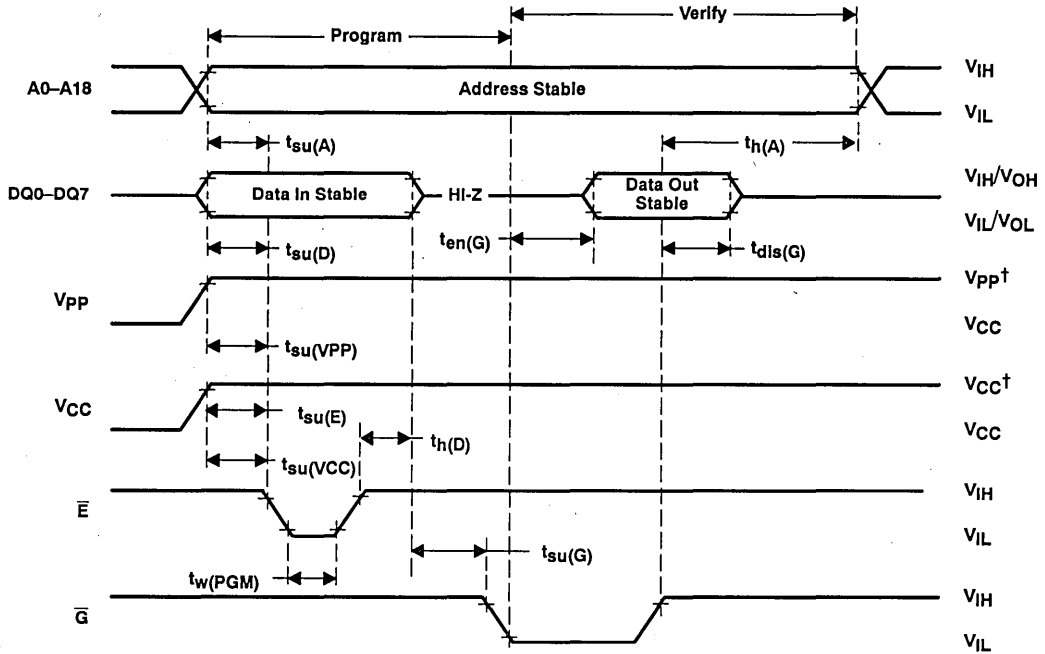 Verify
Program
A0–A18
Address Stable
VIH
VIL
tsu(A)
th(A)
DQ0–DQ7
Data In Stable
HI-Z
Data Out
Stable
VIH/VOH
VIL/VOL
tsu(D)
ten(G)
tdis(G)
VPP
VPP†
VCC
tsu(VPP)
VCC
VCC†
VCC
tsu(E)
th(D)
tsu(VCC)
E̅
VIH
VIL
tsu(G)
tw(PGM)
G̅
VIH
VIL